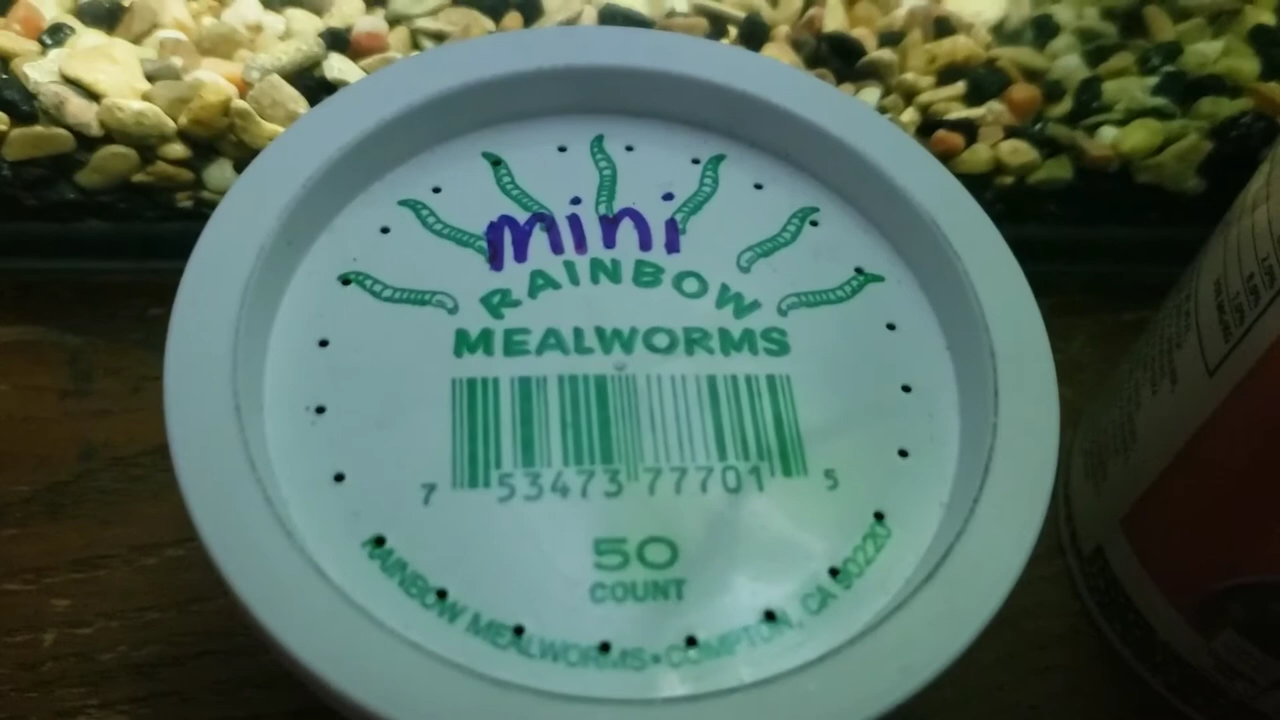 mini
RAINBOW
MEALWORMS
7 53473 77701 5
50
COUNT
RAINBOW MEALWORMS • COMPTON, CA 90220